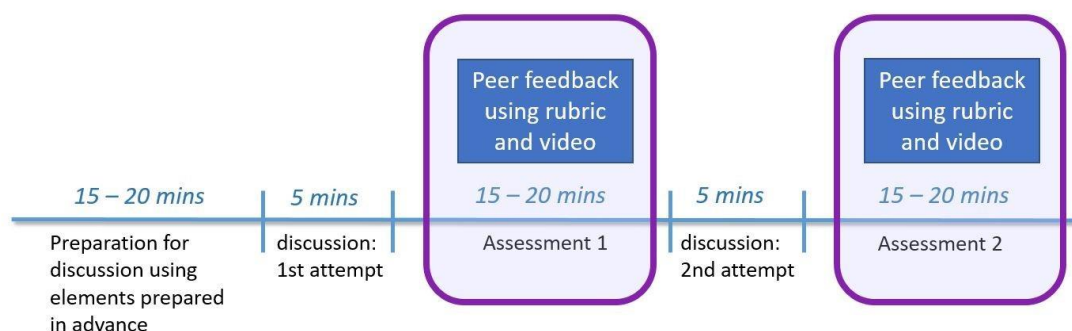 Peer feedback
using rubric
and video
Peer feedback
using rubric
and video
15 – 20 mins
5 mins
15 – 20 mins
5 mins
15 – 20 mins
Preparation for
discussion using
elements prepared
in advance
discussion:
1st attempt
Assessment 1
discussion:
2nd attempt
Assessment 2